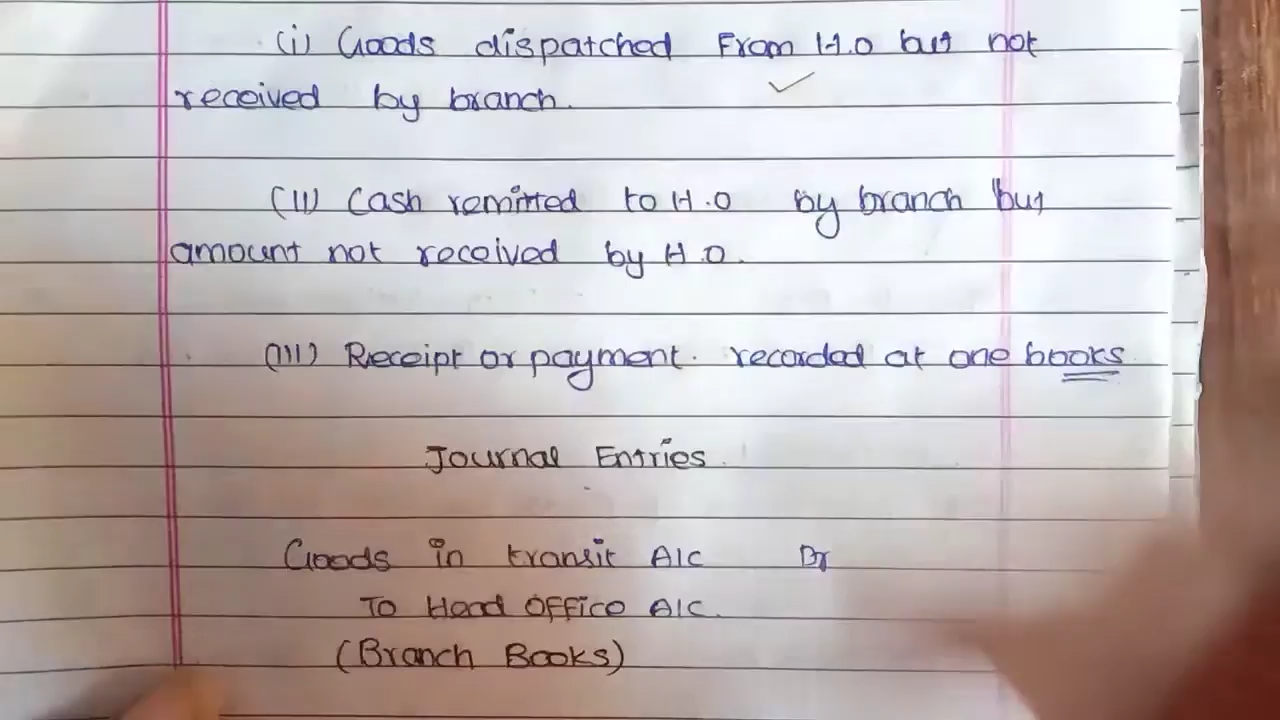 (i) Goods dispatched From H.O but not
received by branch.
(II) Cash remitted to H.O by branch but
amount not received by H.O.
(III) Receipt or payment. recorded at one books
Journal Entries.
Goods in transit A/C Dr
To Head Office A/C.
(Branch Books)